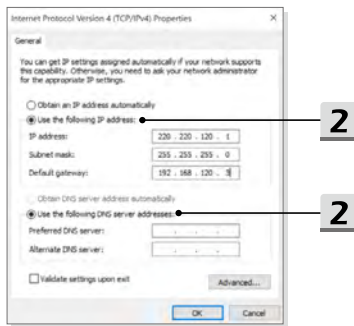 Internet Protocol Version 4 (TCP/IPv4) Properties
General
You can get IP settings assigned automatically if your network supports
this capability. Otherwise, you need to ask your network administrator
for the appropriate IP settings.
Obtain an IP address automatically
Use the following IP address:
2
IP address: 220 . 220 . 120 . 1
Subnet mask: 255 . 255 . 255 . 0
Default gateway: 192 . 168 . 120 . 3
Obtain DNS server address automatically
Use the following DNS server addresses:
2
Preferred DNS server: . . .
Alternate DNS server: . . .
Validate settings upon exit
Advanced...
OK Cancel